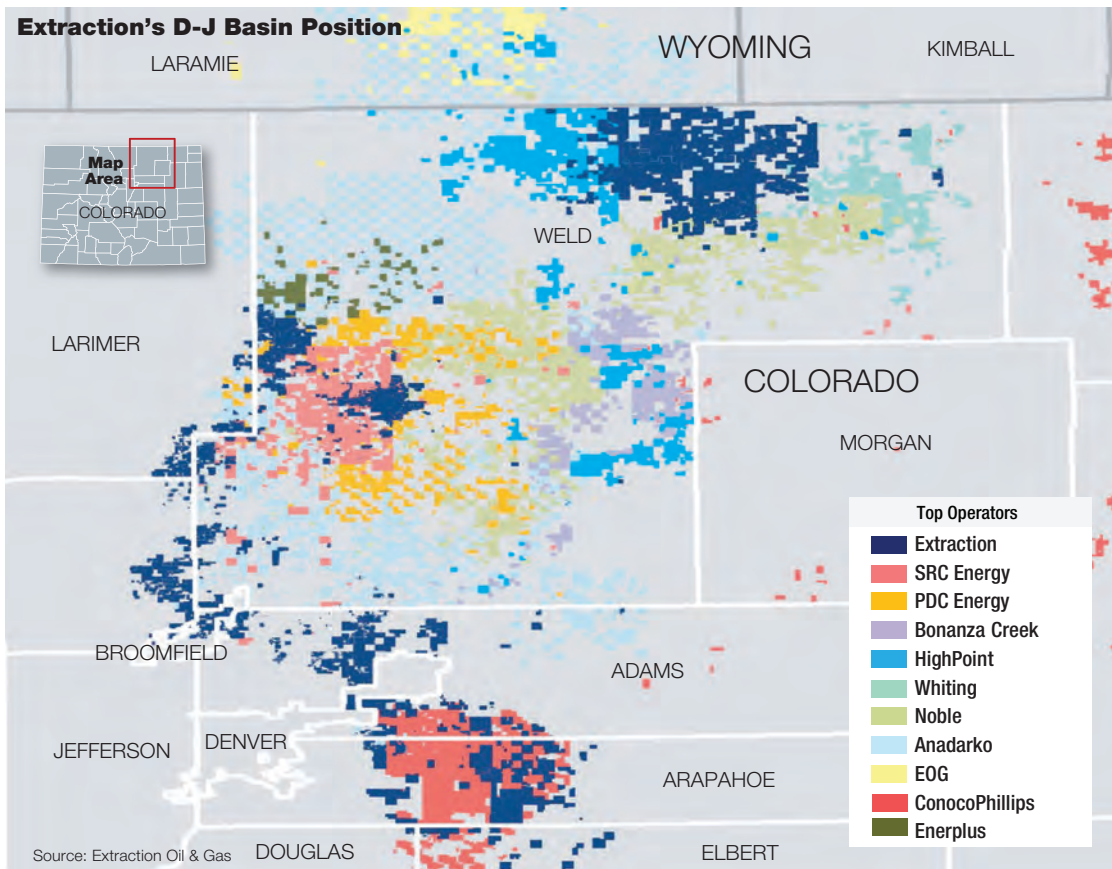 Extraction's D-J Basin Position
WYOMING
KIMBALL
LARAMIE
Map
Area
COLORADO
WELD
LARIMER
COLORADO
MORGAN
Top Operators
Extraction
SRC Energy
PDC Energy
Bonanza Creek
HighPoint
Whiting
Noble
Anadarko
EOG
ConocoPhillips
Enerplus
BROOMFIELD
ADAMS
JEFFERSON
DENVER
ARAPAHOE
Source: Extraction Oil & Gas
DOUGLAS
ELBERT